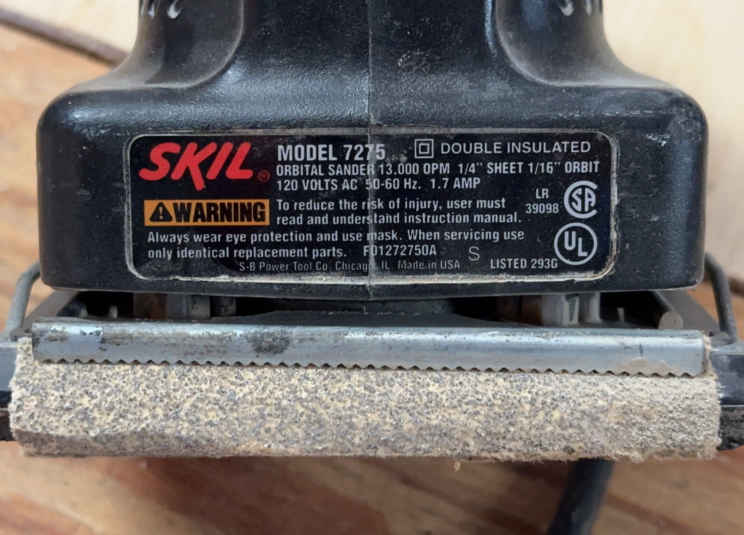 SKIL®
MODEL 7275 DOUBLE INSULATED
ORBITAL SANDER 13.000 OPM 1/4" SHEET 1/16" ORBIT
120 VOLTS AC 50-60 Hz. 1.7 AMP
WARNING
To reduce the risk of injury, user must
read and understand instruction manual.
LR
39098
SA
Always wear eye protection and use mask. When servicing use
only identical replacement parts. F01272750A S
UL
S-B Power Tool Co. Chicago, IL Made in USA LISTED 293G